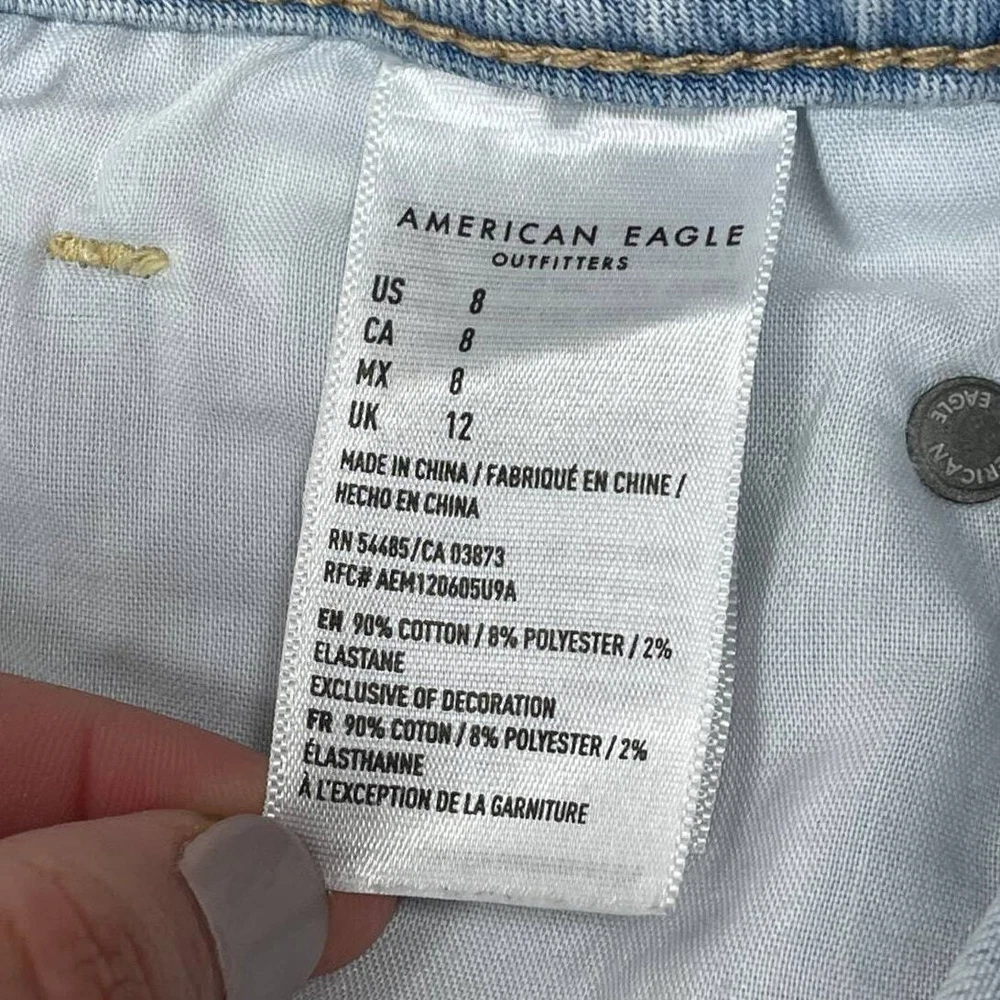 AMERICAN EAGLE
OUTFITTERS
US 8
CA 8
MX 8
UK 12
MADE IN CHINA / FABRIQUÉ EN CHINE /
HECHO EN CHINA
RN 54485/CA 03873
RFC# AEM120605U9A
EN 90% COTTON / 8% POLYESTER / 2%
ELASTANE
EXCLUSIVE OF DECORATION
FR 90% COTON / 8% POLYESTER / 2%
ÉLASTHANNE
À L'EXCEPTION DE LA GARNITURE
EAGLE